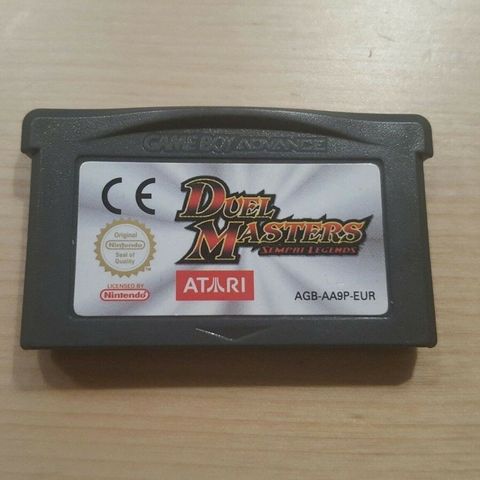 GAME BOY ADVANCE
CE
DUEL
MASTERS
SEMPAI LEGENDS
Original
Nintendo
Seal of
Quality
LICENSED BY
Nintendo
ATARI
AGB-AA9P-EUR